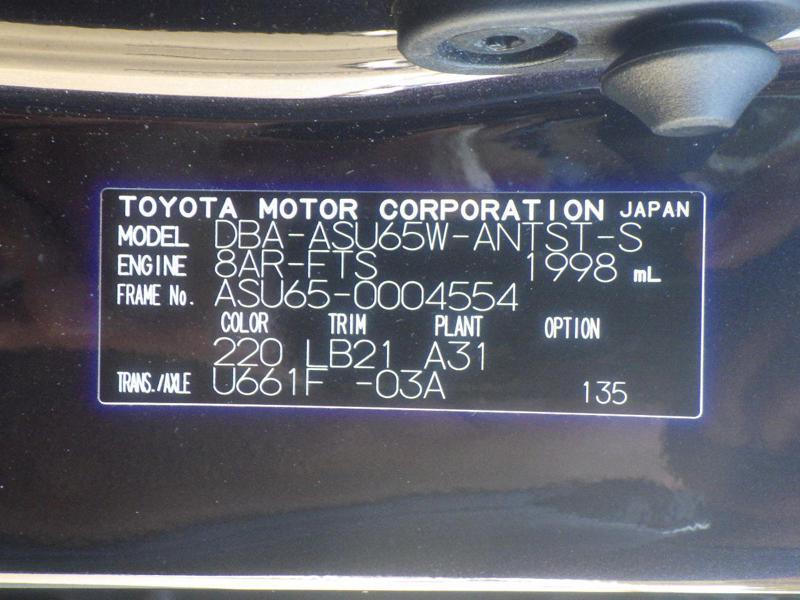 TOYOTA MOTOR CORPORATION JAPAN
MODEL DBA-ASU65W-ANTST-S
ENGINE 8AR-FTS 1998 mL
FRAME No. ASU65-0004554
COLOR TRIM PLANT OPTION
220 LB21 A31
TRANS./AXLE U661F -03A 135